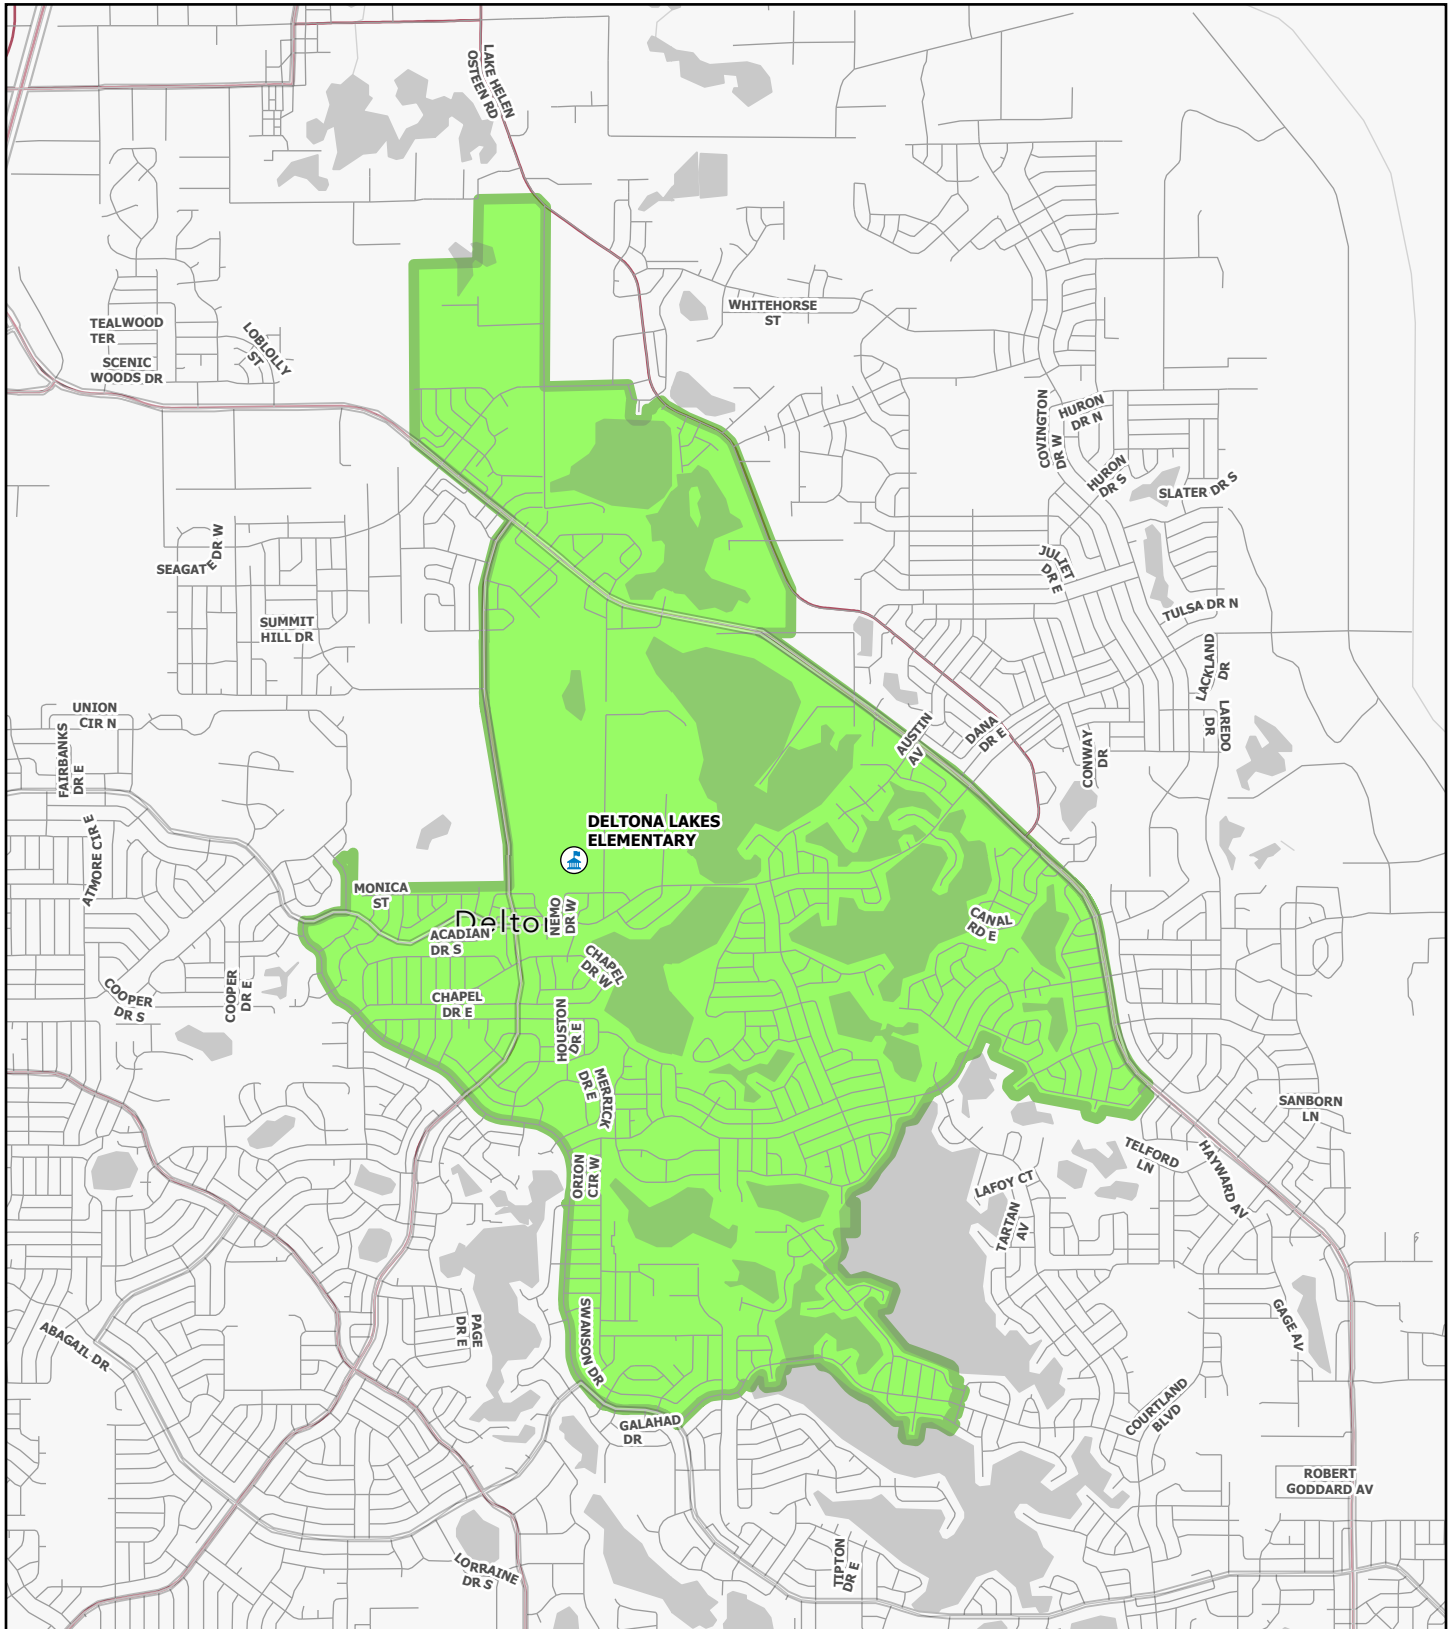 LAKE HELEN
OSTEEN RD
WHITEHORSE
ST
TEALWOOD
TER
LOBLOLLY
ST
SCENIC
WOODS DR
COVINGTON
DR W
HURON
DR N
HURON
DR S
SLATER DR S
SEAGATE DR W
JULIET
DR E
TULSA DR N
SUMMIT
HILL DR
LACKLAND
DR
UNION
CIR N
LAREDO
DR
FAIRBANKS
DR E
AUSTIN
AV
DANA
DR E
CONWAY
DR
ATMORE CIR E
DELTONA LAKES
ELEMENTARY
MONICA
ST
Delton
ACADIAN
DR S
NEMO
DR W
CANAL
RD E
CHAPEL
DR W
COOPER
DR S
COOPER
DR E
CHAPEL
DR E
HOUSTON
DR E
MERRICK
DR E
SANBORN
LN
TELFORD
LN
HAYWARD AV
ORION
CIR W
LAFOY CT
TARTAN
AV
ABAGAIL DR
PAGE
DR E
SWANSON DR
GAGE AV
GALAHAD
DR
COURTLAND
BLVD
ROBERT
GODDARD AV
LORRAINE
DR S
TIPTON
DR E